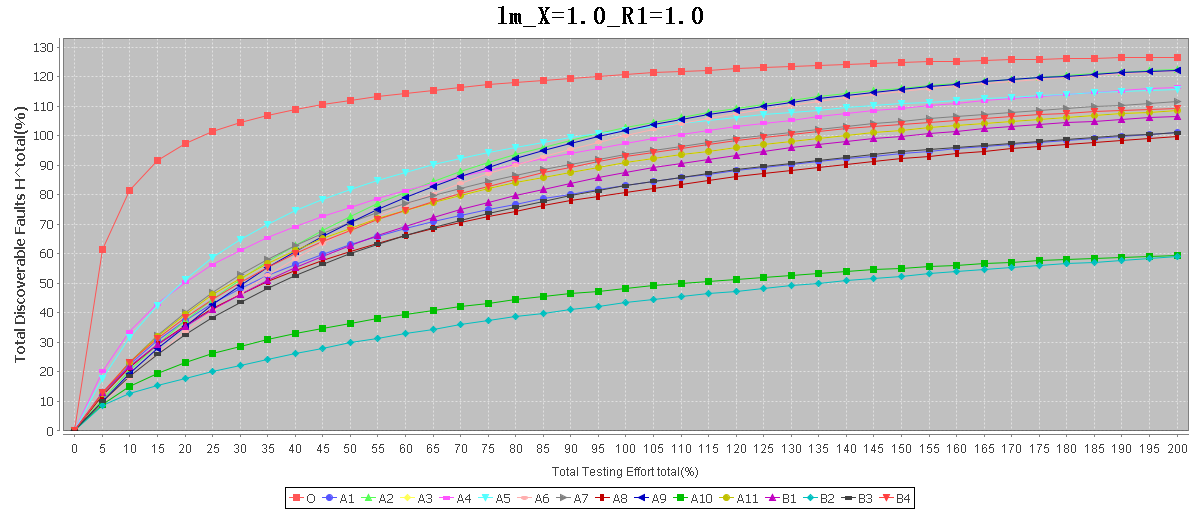 lm_X=1.0_R1=1.0
Total Discoverable Faults H^total(%)
130
120
110
100
90
80
70
60
50
40
30
20
10
0
0 5 10 15 20 25 30 35 40 45 50 55 60 65 70 75 80 85 90 95 100 105 110 115 120 125 130 135 140 145 150 155 160 165 170 175 180 185 190 195 200
Total Testing Effort total(%)
O A1 A2 A3 A4 A5 A6 A7 A8 A9 A10 A11 B1 B2 B3 B4